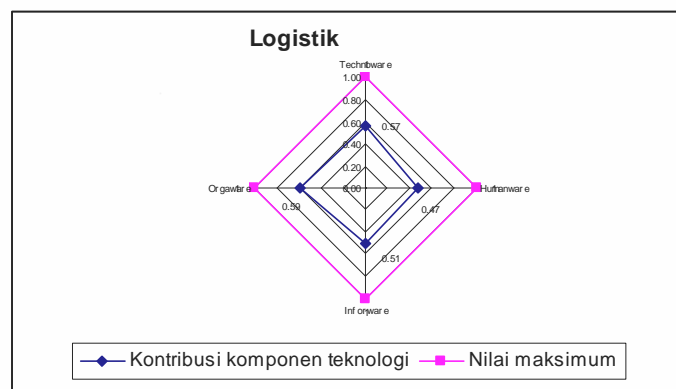 Logistik
Technoware
1.00
0.80
0.60
0.57
0.40
0.20
Orgaware
0.00
Humanware
0.59
0.47
0.51
Inforware
Kontribusi komponen teknologi
Nilai maksimum